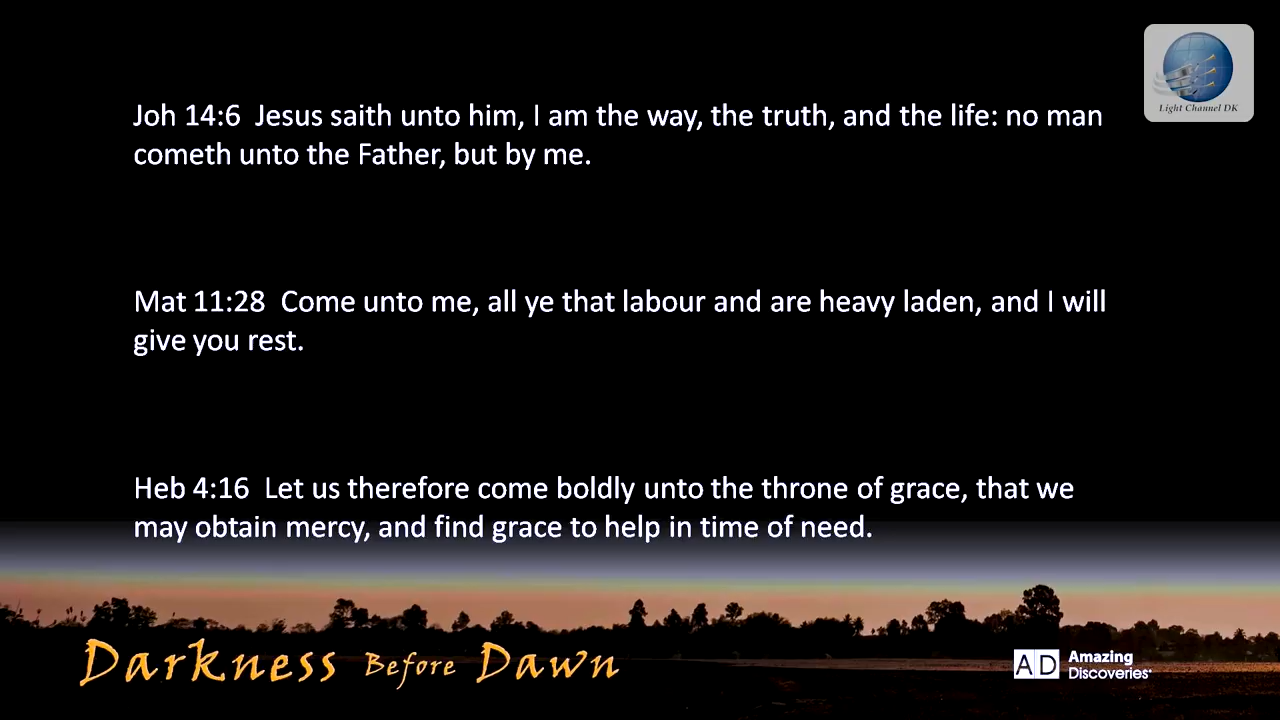 Light Channel DK
Joh 14:6  Jesus saith unto him, I am the way, the truth, and the life: no man
cometh unto the Father, but by me.
Mat 11:28  Come unto me, all ye that labour and are heavy laden, and I will
give you rest.
Heb 4:16  Let us therefore come boldly unto the throne of grace, that we
may obtain mercy, and find grace to help in time of need.
Darkness Before Dawn
AD Amazing
Discoveries